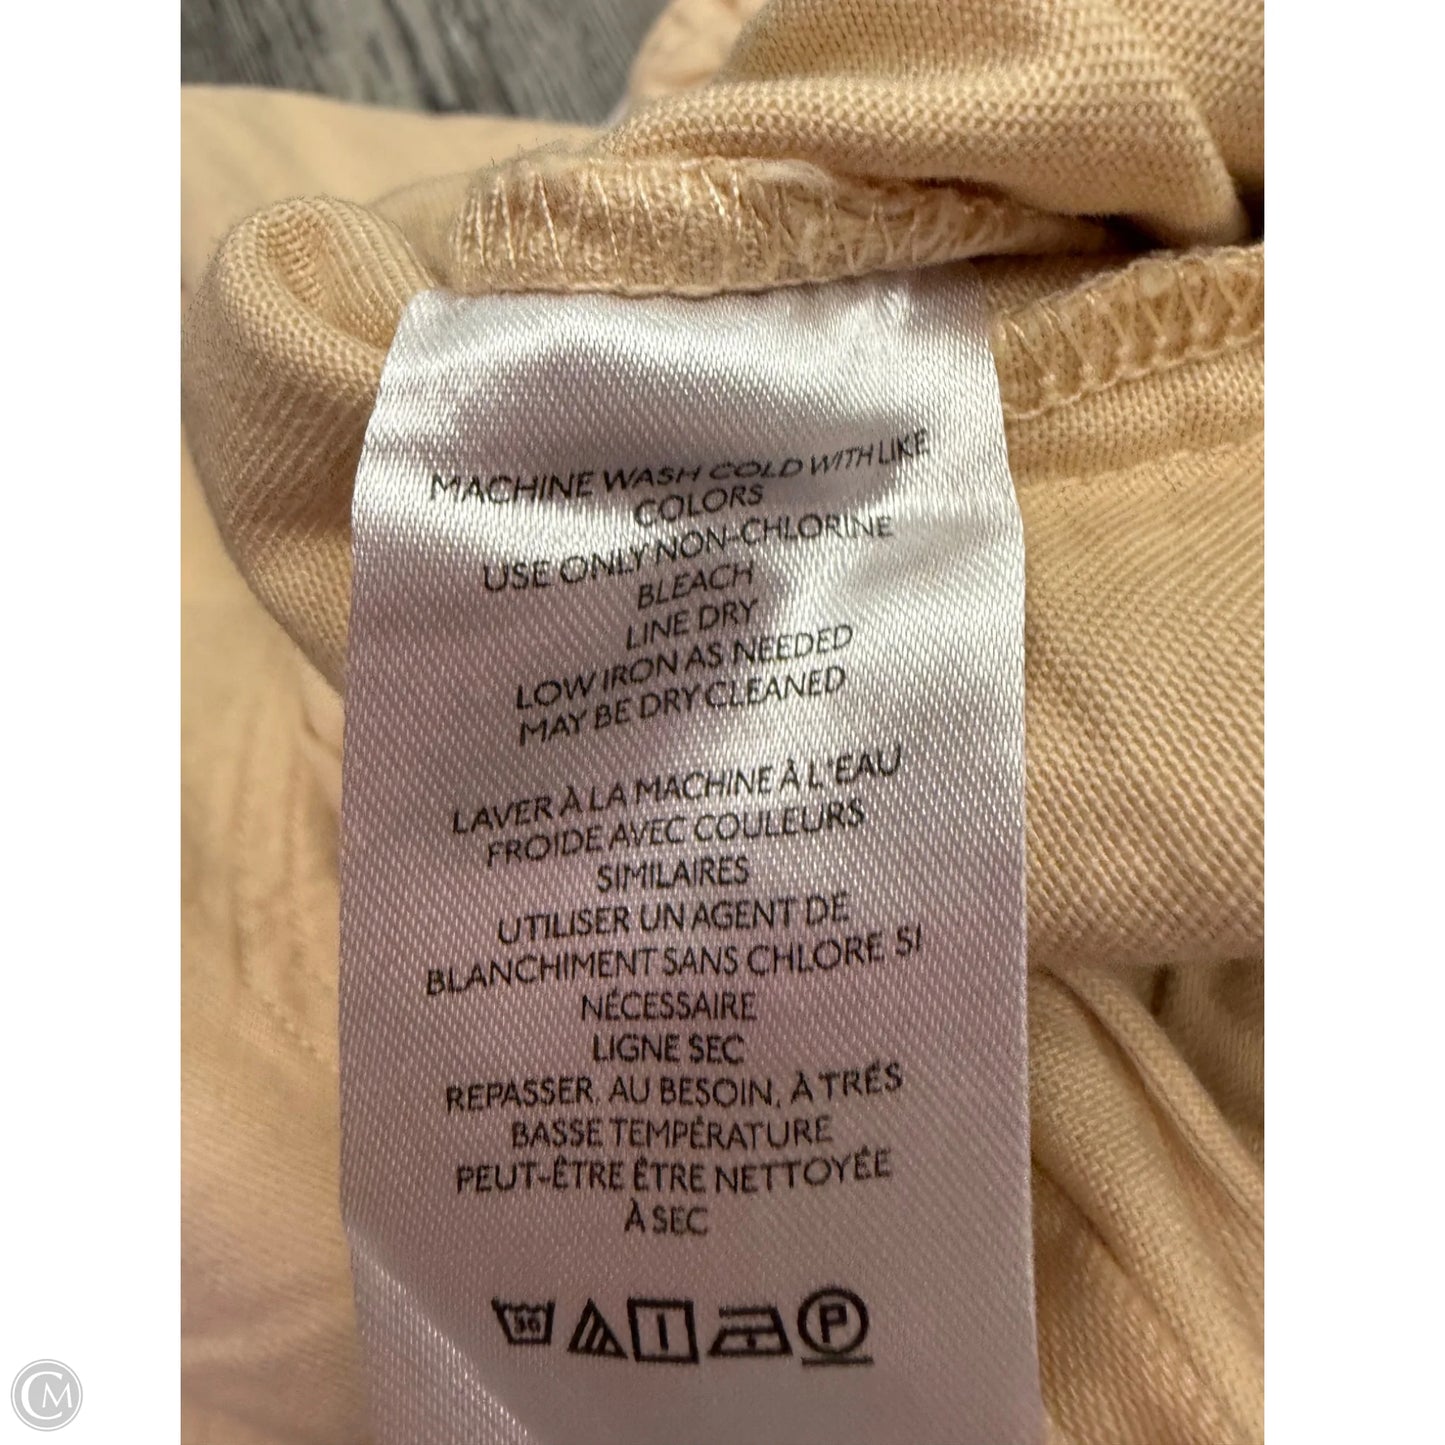 MACHINE WASH COLD WITH LIKE
COLORS
USE ONLY NON-CHLORINE
BLEACH
LINE DRY
LOW IRON AS NEEDED
MAY BE DRY CLEANED
LAVER À LA MACHINE À L'EAU
FROIDE AVEC COULEURS
SIMILAIRES
UTILISER UN AGENT DE
BLANCHIMENT SANS CHLORE SI
NÉCESSAIRE
LIGNE SEC
REPASSER, AU BESOIN, À TRÉS
BASSE TEMPÉRATURE
PEUT-ÊTRE ÊTRE NETTOYÉE
À SEC
30 P
CM